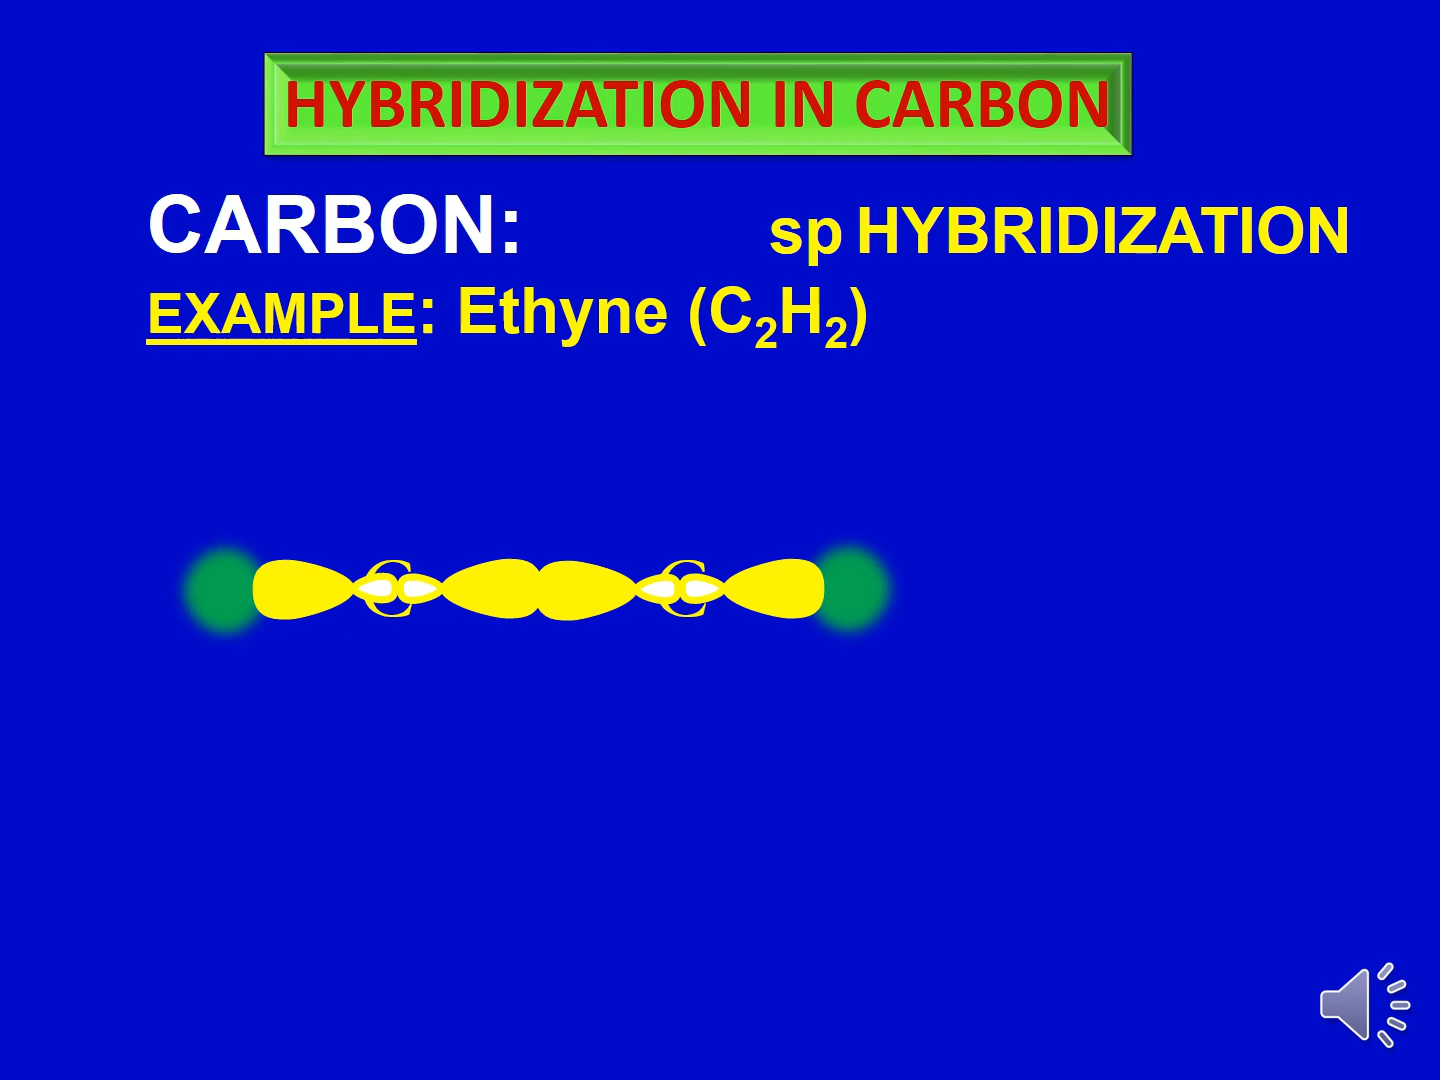 HYBRIDIZATION IN CARBON
CARBON: sp HYBRIDIZATION
EXAMPLE: Ethyne (C₂H₂)
C C